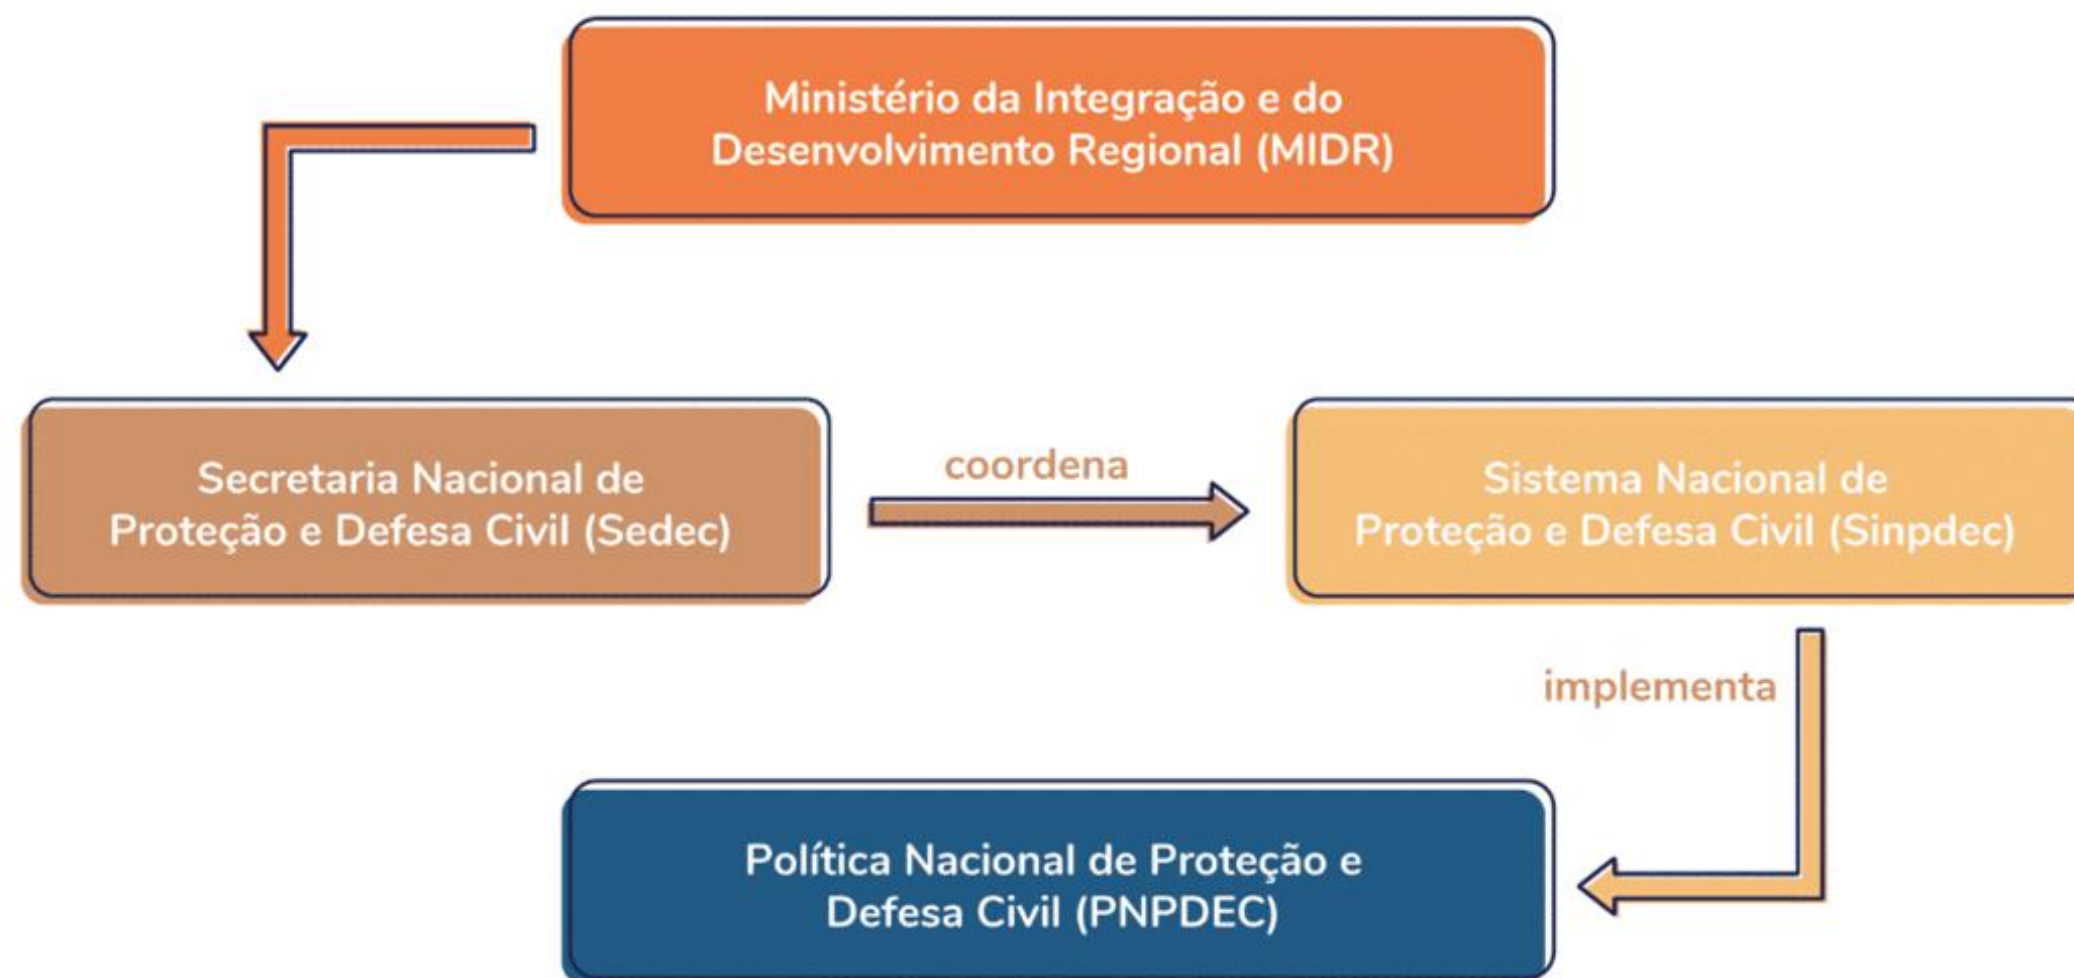 Ministério da Integração e do
Desenvolvimento Regional (MIDR)
Secretaria Nacional de
Proteção e Defesa Civil (Sedec)
coordena
Sistema Nacional de
Proteção e Defesa Civil (Sinpdec)
implementa
Política Nacional de Proteção e
Defesa Civil (PNPDEC)